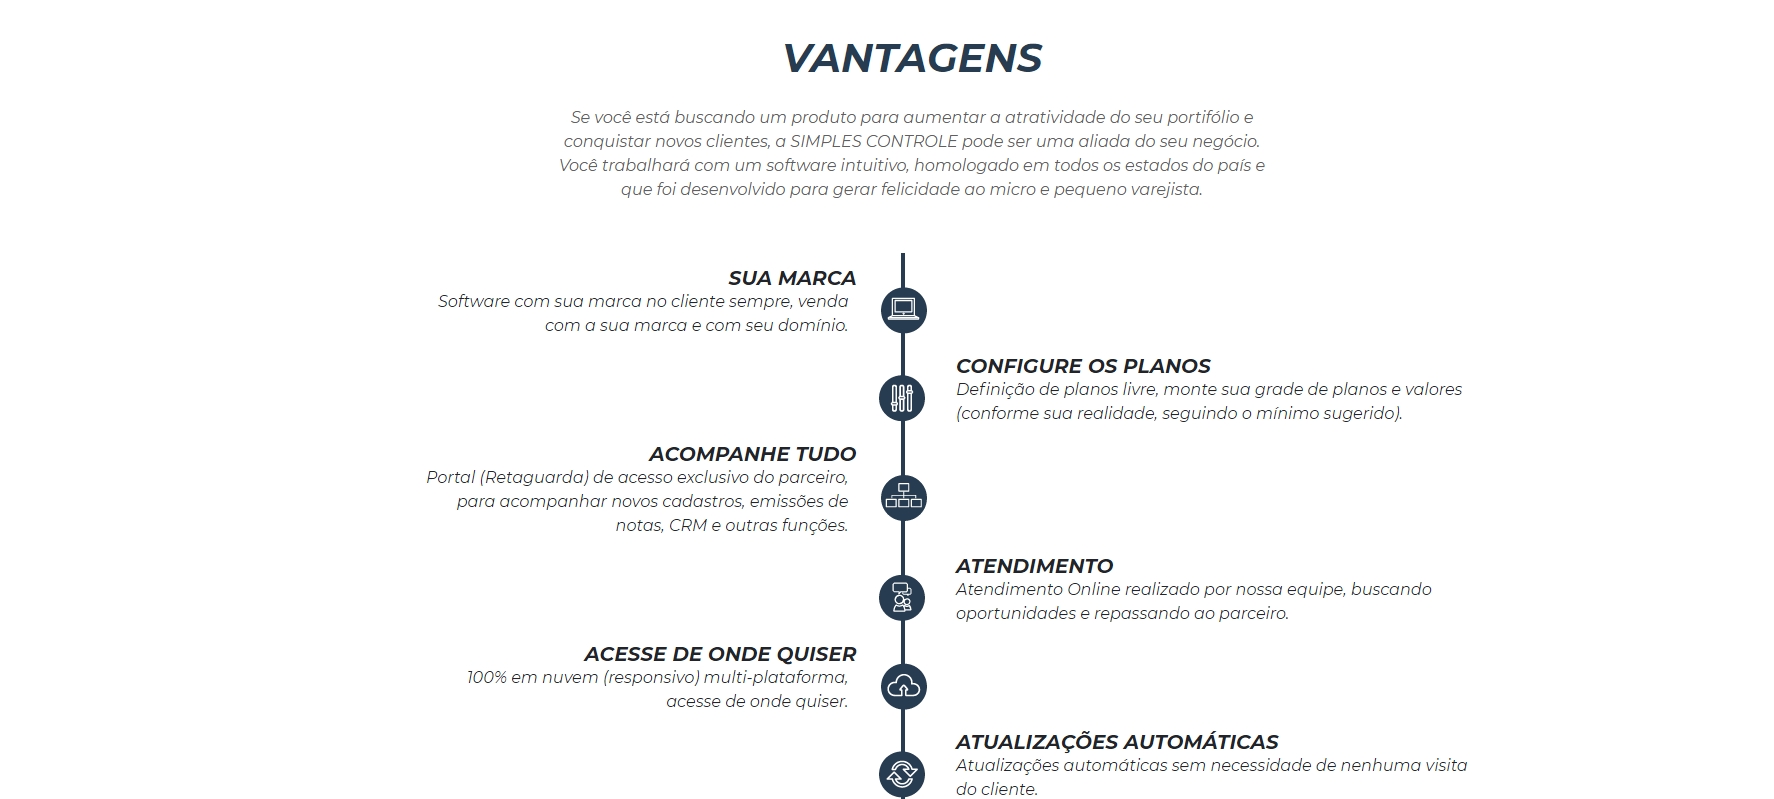 VANTAGENS
Se você está buscando um produto para aumentar a atratividade do seu portifólio e
conquistar novos clientes, a SIMPLES CONTROLE pode ser uma aliada do seu negócio.
Você trabalhará com um software intuitivo, homologado em todos os estados do país e
que foi desenvolvido para gerar felicidade ao micro e pequeno varejista.
SUA MARCA
Software com sua marca no cliente sempre, venda
com a sua marca e com seu domínio.
CONFIGURE OS PLANOS
Definição de planos livre, monte sua grade de planos e valores
(conforme sua realidade, seguindo o mínimo sugerido).
ACOMPANHE TUDO
Portal (Retaguarda) de acesso exclusivo do parceiro,
para acompanhar novos cadastros, emissões de
notas, CRM e outras funções.
ATENDIMENTO
Atendimento Online realizado por nossa equipe, buscando
oportunidades e repassando ao parceiro.
ACESSE DE ONDE QUISER
100% em nuvem (responsivo) multi-plataforma,
acesse de onde quiser.
ATUALIZAÇÕES AUTOMÁTICAS
Atualizações automáticas sem necessidade de nenhuma visita
do cliente.